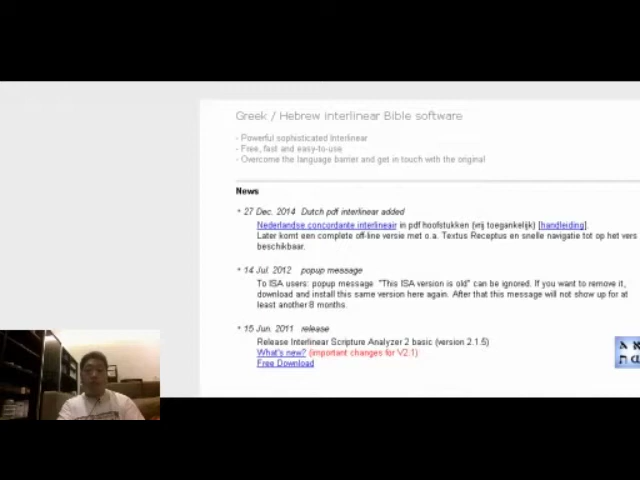 Greek / Hebrew interlinear Bible software
- Powerful sophisticated Interlinear
- Free, fast and easy-to-use
- Overcome the language barrier and get in touch with the original
News
• 27 Dec. 2014 Dutch pdf interlinear added
Nederlandse concordante interlineair in pdf hoofstukken (vrij toegankelijk) [handleiding]
Later komt een complete off-line versie met o.a. Textus Receptus en snelle navigatie tot op het vers
beschikbaar.
• 14 Jul. 2012 popup message
To ISA users: popup message "This ISA version is old" can be ignored. If you want to remove it,
download and install this same version here again. After that this message will not show up for at
least another 8 months.
• 15 Jun. 2011 release
Release Interlinear Scripture Analyzer 2 basic (version 2.1.5)
What's new? (important changes for V2.1)
Free Download